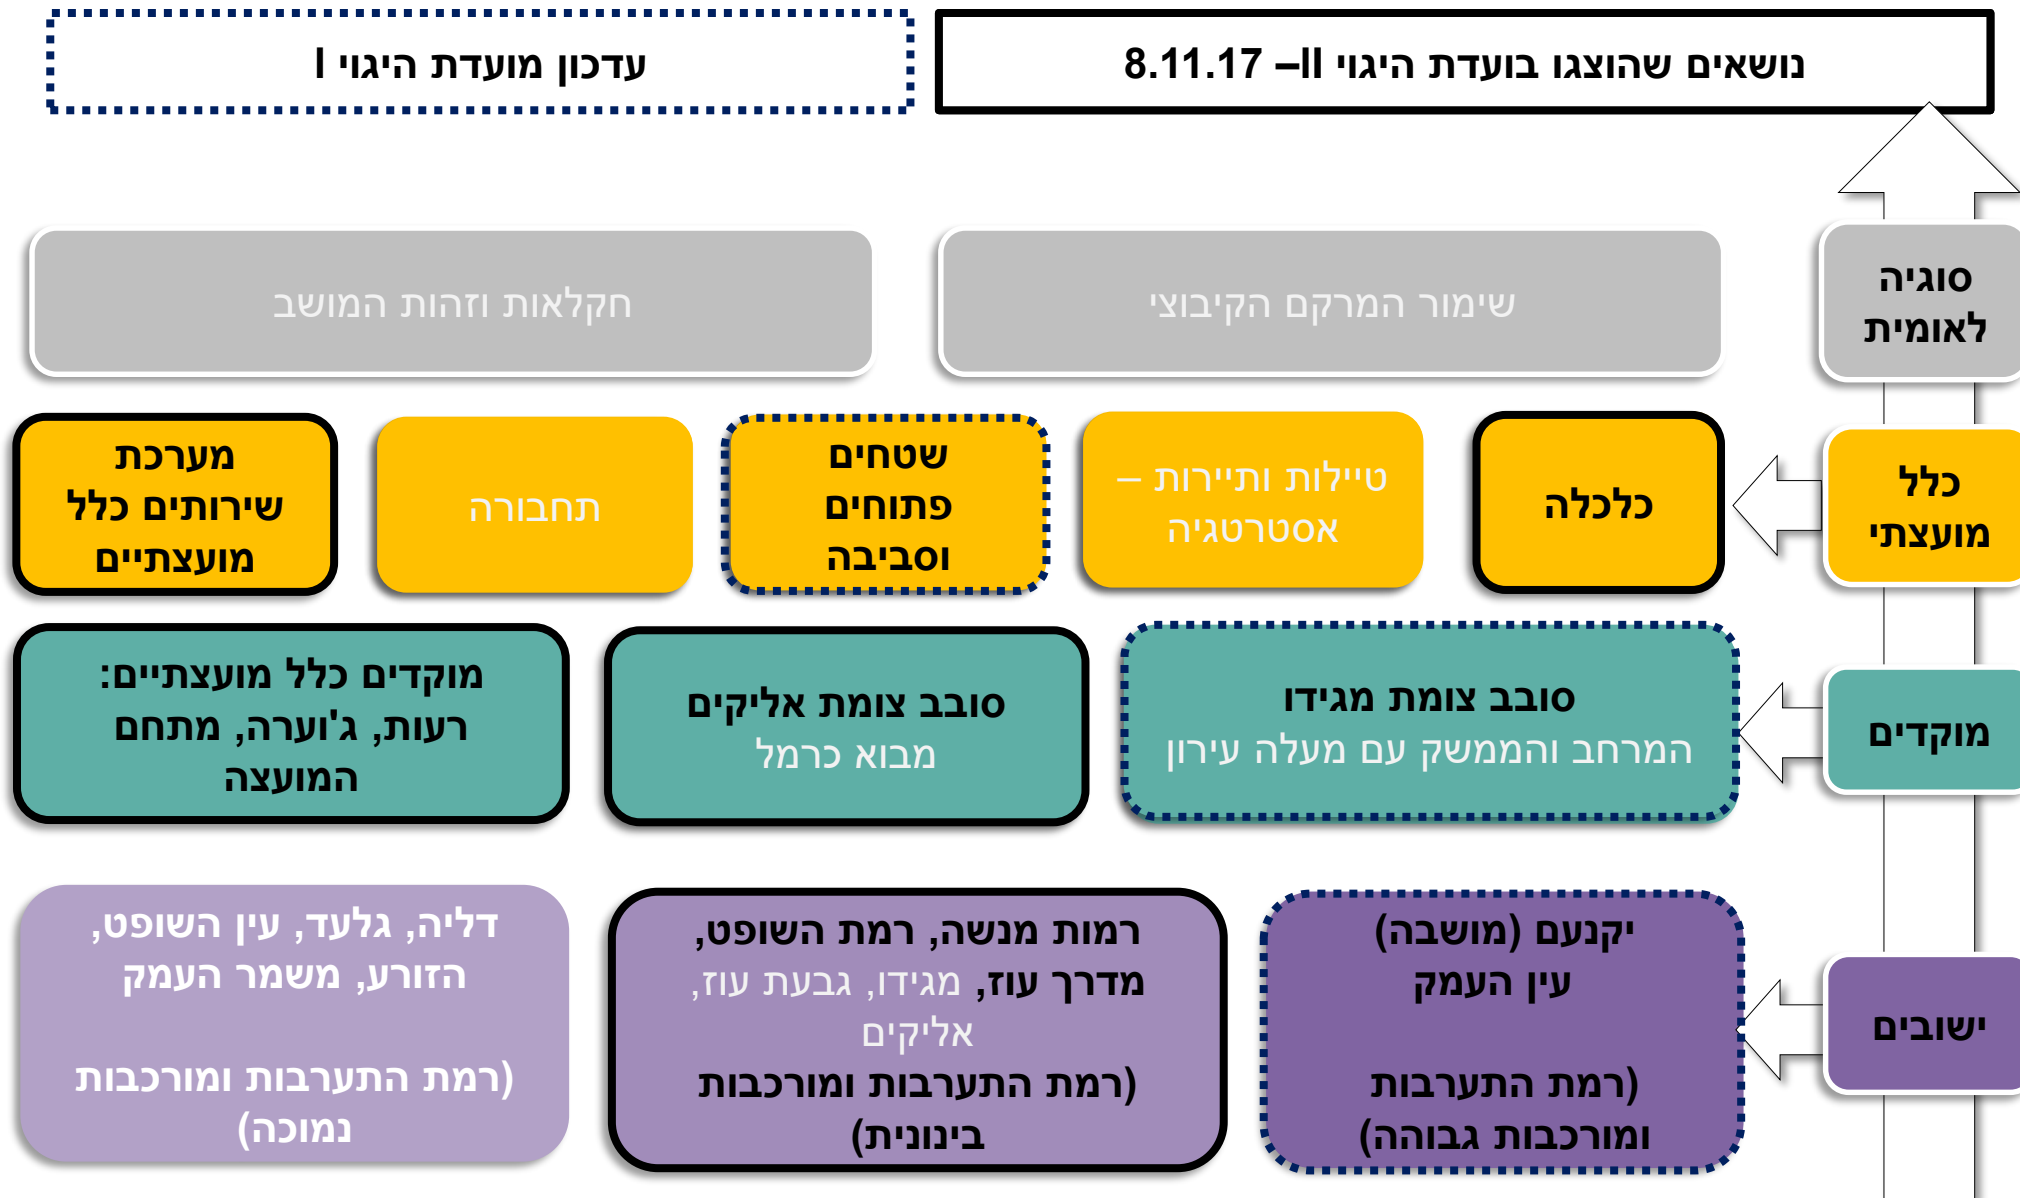 נושאים שהוצגו בועדת היגוי II– 8.11.17
עדכון מועדת היגוי I
סוגיה
לאומית
שימור המרקם הקיבוצי
חקלאות וזהות המושב
כלל
מועצתי
כלכלה
טיילות ותיירות –
אסטרטגיה
שטחים
פתוחים
וסביבה
תחבורה
מערכת
שירותים כלל
מועצתיים
מוקדים
סובב צומת מגידו
המרחב והממשק עם מעלה עירון
סובב צומת אליקים
מבוא כרמל
מוקדים כלל מועצתיים:
רעות, ג'וערה, מתחם
המועצה
ישובים
יקנעם (מושבה)
עין העמק
(רמת התערבות
ומורכבות גבוהה)
רמות מנשה, רמת השופט,
מדרך עוז, מגידו, גבעת עוז,
אליקים
(רמת התערבות ומורכבות
בינונית)
דליה, גלעד, עין השופט,
הזורע, משמר העמק
(רמת התערבות ומורכבות
נמוכה)